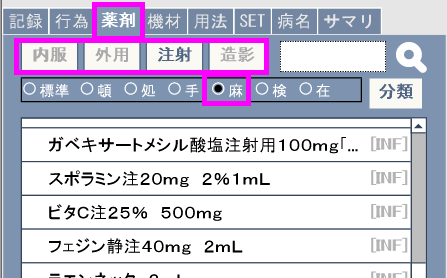 記録 行為 薬剤 機材 用法 SET 病名 サマリ
内服 外用 注射 造影
標準 頓 処 手 麻 検 在 分類
ガベキサートメシル酸塩注射用100mg「... [INF]
スポラミン注20mg 2%1mL [INF]
ビタC注25% 500mg [INF]
フェジン静注40mg 2mL [INF]